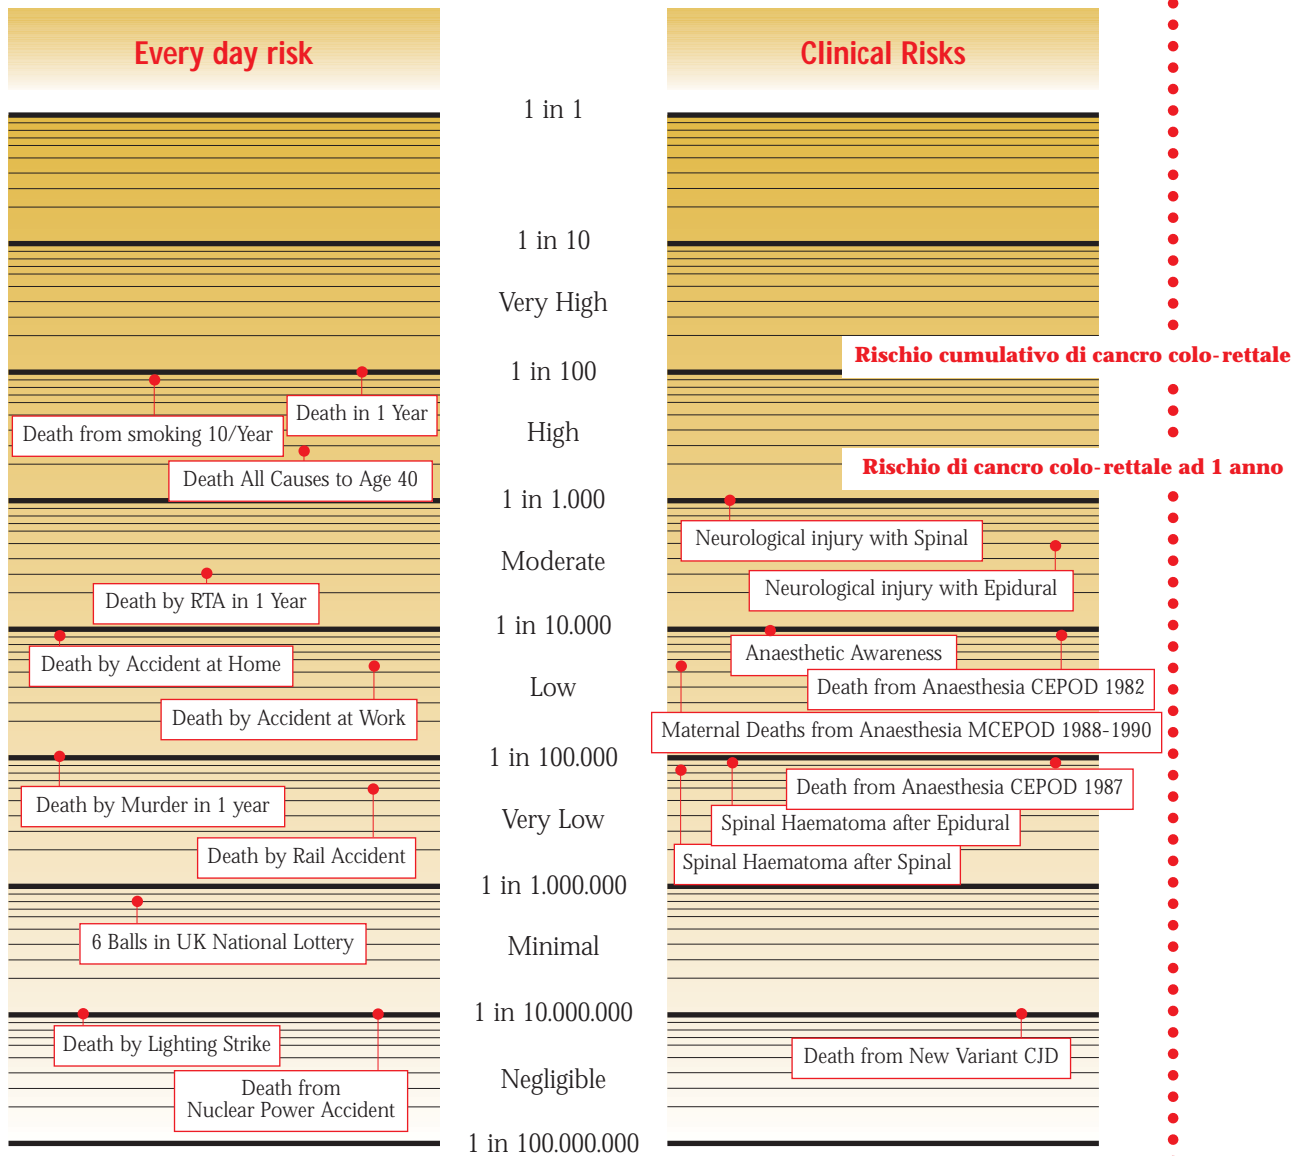 Every day risk
Clinical Risks
1 in 1
1 in 10
Very High
Rischio cumulativo di cancro colo-rettale
1 in 100
Death in 1 Year
Death from smoking 10/Year
High
Death All Causes to Age 40
Rischio di cancro colo-rettale ad 1 anno
1 in 1.000
Neurological injury with Spinal
Moderate
Neurological injury with Epidural
Death by RTA in 1 Year
1 in 10.000
Death by Accident at Home
Anaesthetic Awareness
Low
Death from Anaesthesia CEPOD 1982
Death by Accident at Work
Maternal Deaths from Anaesthesia MCEPOD 1988-1990
1 in 100.000
Death from Anaesthesia CEPOD 1987
Death by Murder in 1 year
Very Low
Spinal Haematoma after Epidural
Death by Rail Accident
Spinal Haematoma after Spinal
1 in 1.000.000
6 Balls in UK National Lottery
Minimal
1 in 10.000.000
Death by Lighting Strike
Death from New Variant CJD
Negligible
Death from
Nuclear Power Accident
1 in 100.000.000